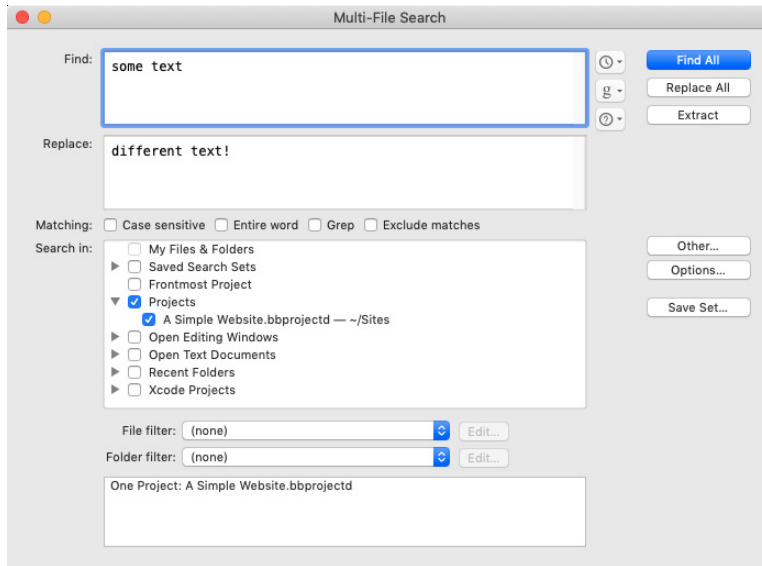 Multi-File Search
Find:
some text
g
?
Find All
Replace All
Extract
Replace:
different text!
Matching: Case sensitive Entire word Grep Exclude matches
Search in:
My Files & Folders
Saved Search Sets
Frontmost Project
Projects
A Simple Website.bbprojectd — ~/Sites
Open Editing Windows
Open Text Documents
Recent Folders
Xcode Projects
Other...
Options...
Save Set...
File filter: (none) Edit...
Folder filter: (none) Edit...
One Project: A Simple Website.bbprojectd